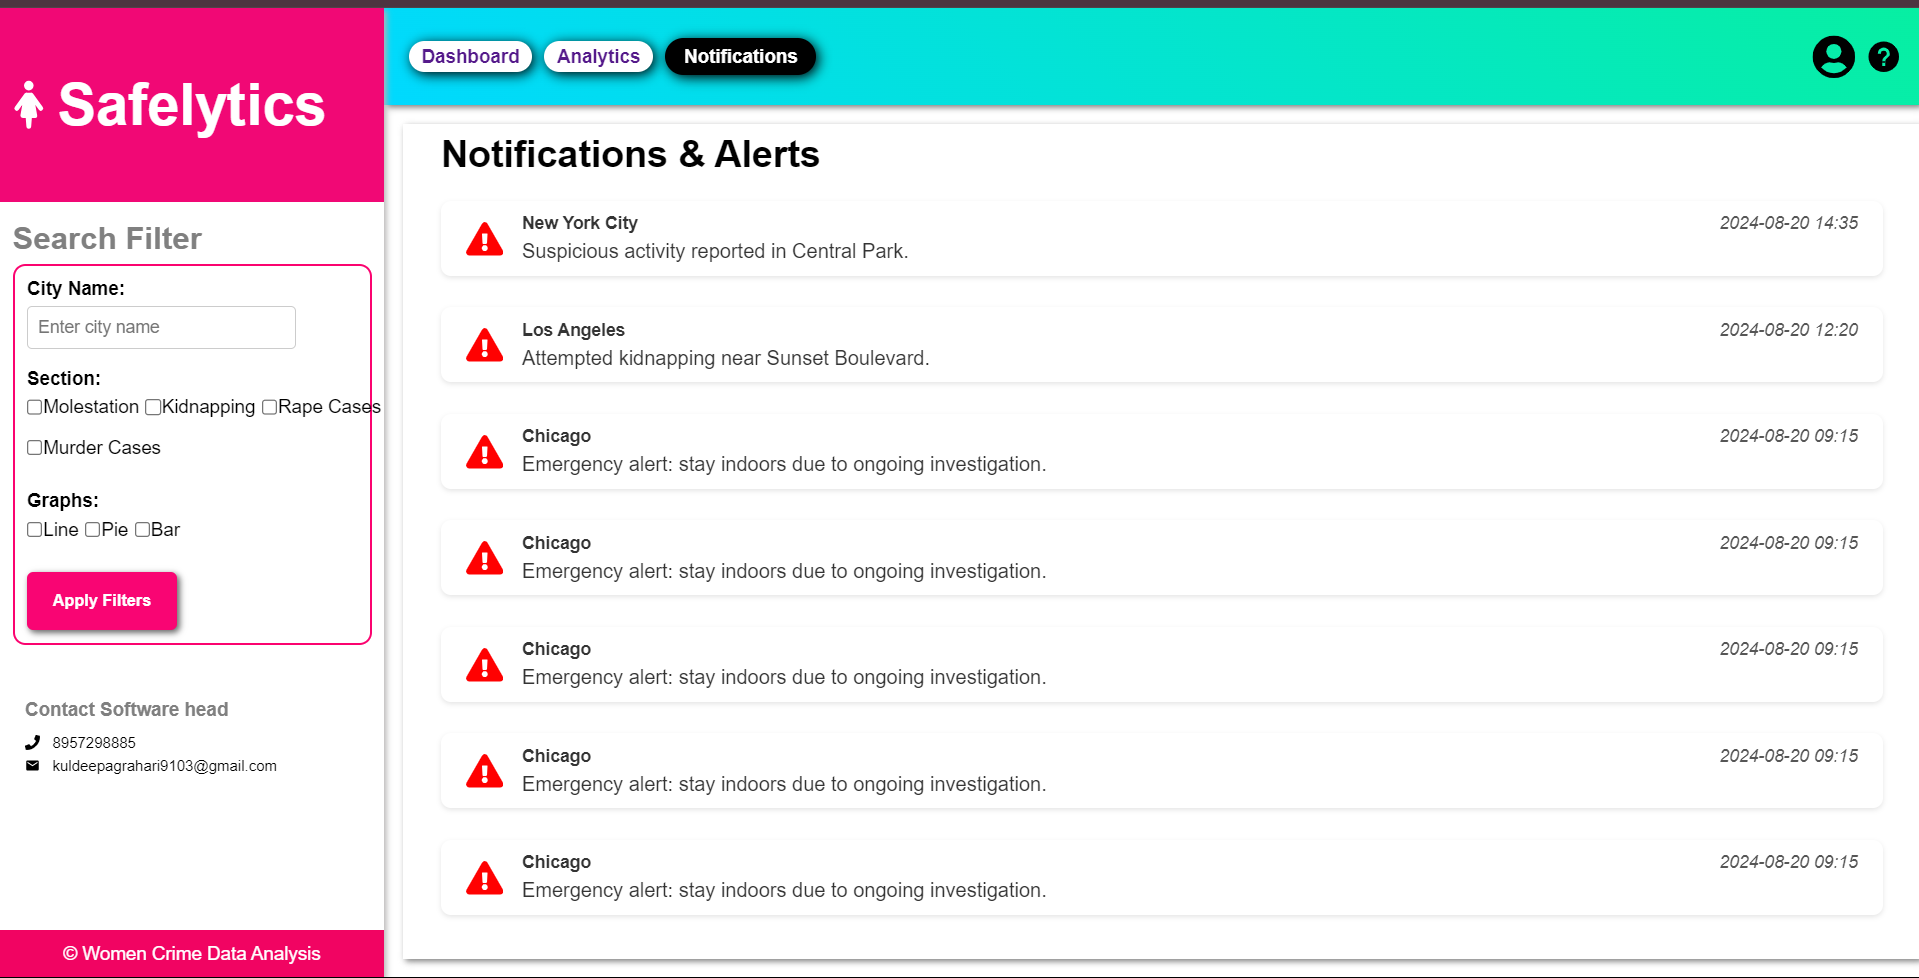 Safelytics
Dashboard
Analytics
Notifications
Search Filter
City Name:
Enter city name
Section:
Molestation Kidnapping Rape Cases
Murder Cases
Graphs:
Line Pie Bar
Apply Filters
Contact Software head
8957298885
kuldeepagrahari9103@gmail.com
© Women Crime Data Analysis
Notifications & Alerts
New York City
2024-08-20 14:35
Suspicious activity reported in Central Park.
Los Angeles
2024-08-20 12:20
Attempted kidnapping near Sunset Boulevard.
Chicago
2024-08-20 09:15
Emergency alert: stay indoors due to ongoing investigation.
Chicago
2024-08-20 09:15
Emergency alert: stay indoors due to ongoing investigation.
Chicago
2024-08-20 09:15
Emergency alert: stay indoors due to ongoing investigation.
Chicago
2024-08-20 09:15
Emergency alert: stay indoors due to ongoing investigation.
Chicago
2024-08-20 09:15
Emergency alert: stay indoors due to ongoing investigation.